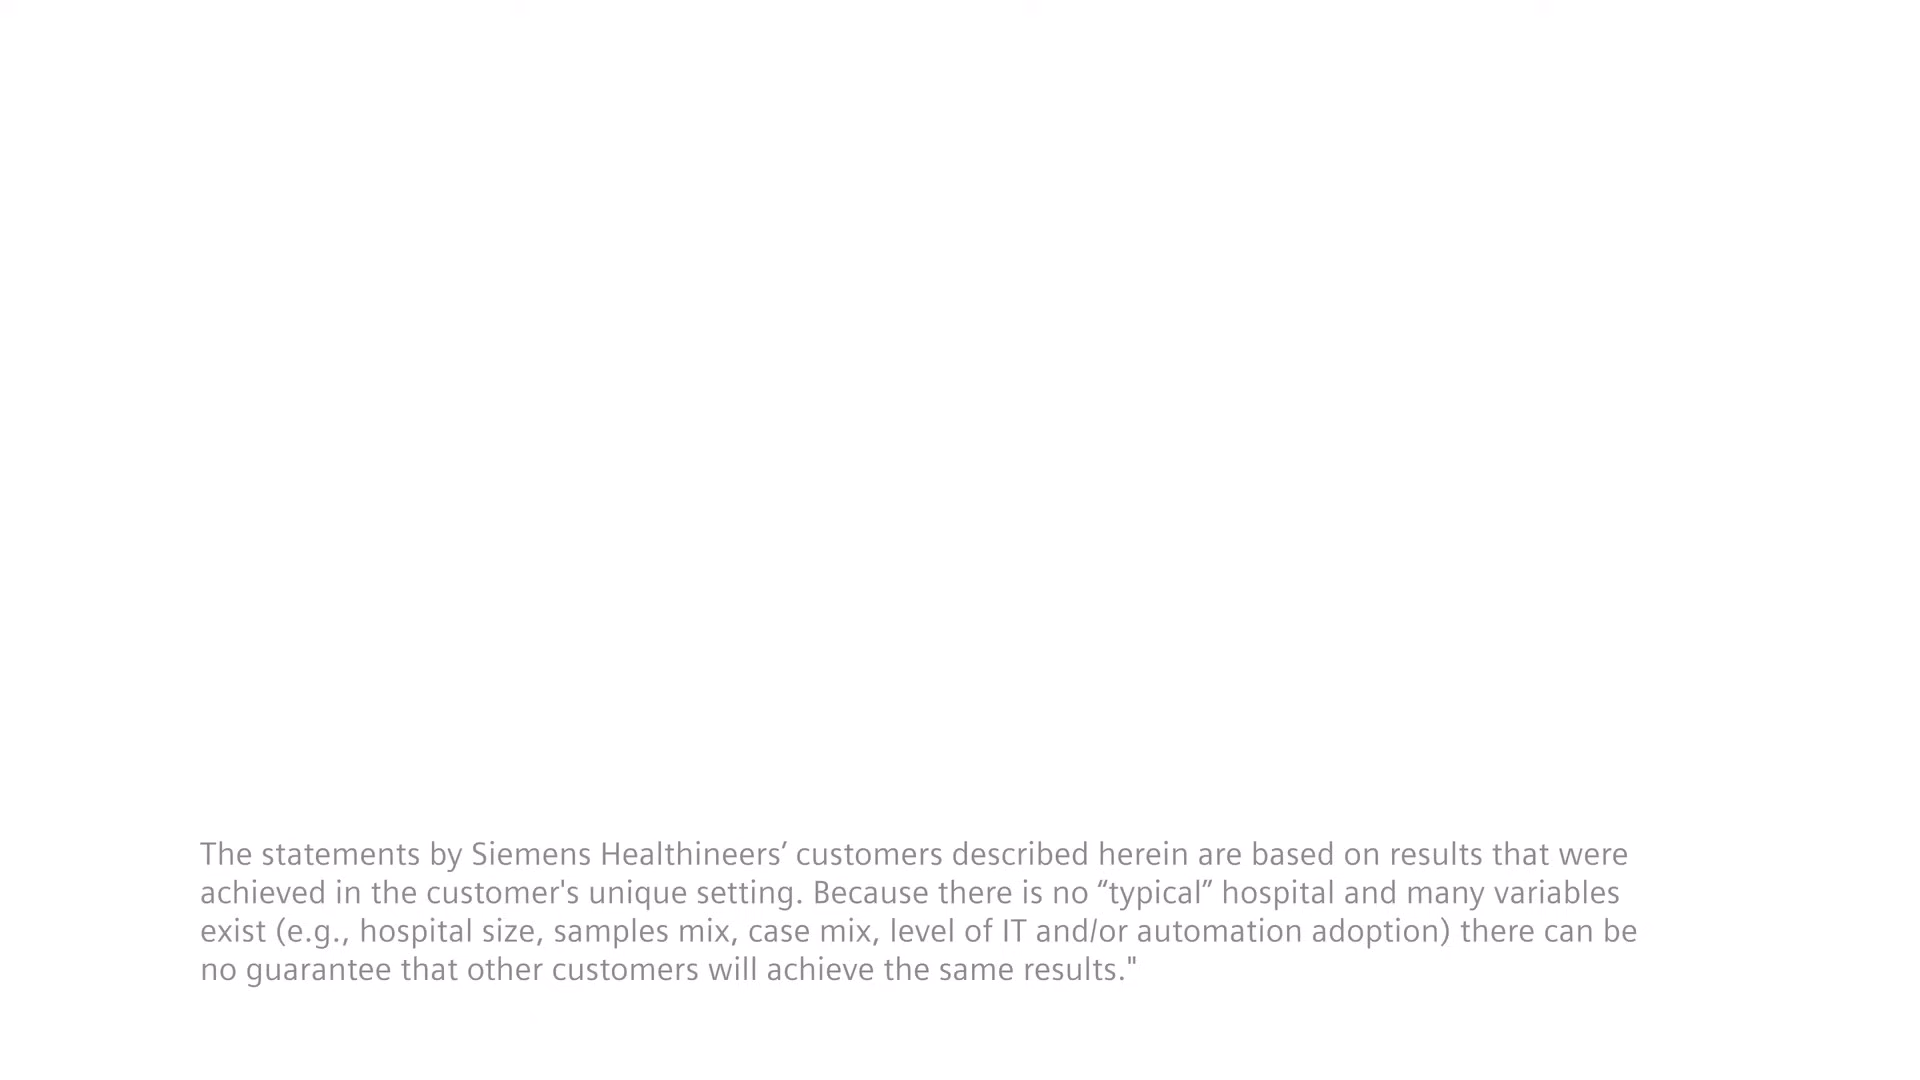 The statements by Siemens Healthineers’ customers described herein are based on results that were
achieved in the customer's unique setting. Because there is no “typical” hospital and many variables
exist (e.g., hospital size, samples mix, case mix, level of IT and/or automation adoption) there can be
no guarantee that other customers will achieve the same results."